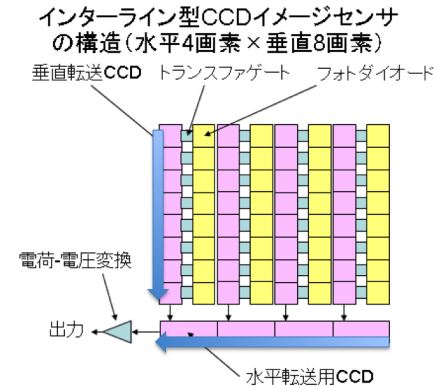 インターライン型CCDイメージセンサ
の構造(水平4画素×垂直8画素)
垂直転送CCD トランスファゲート フォトダイオード
電荷-電圧変換
出力
水平転送用CCD